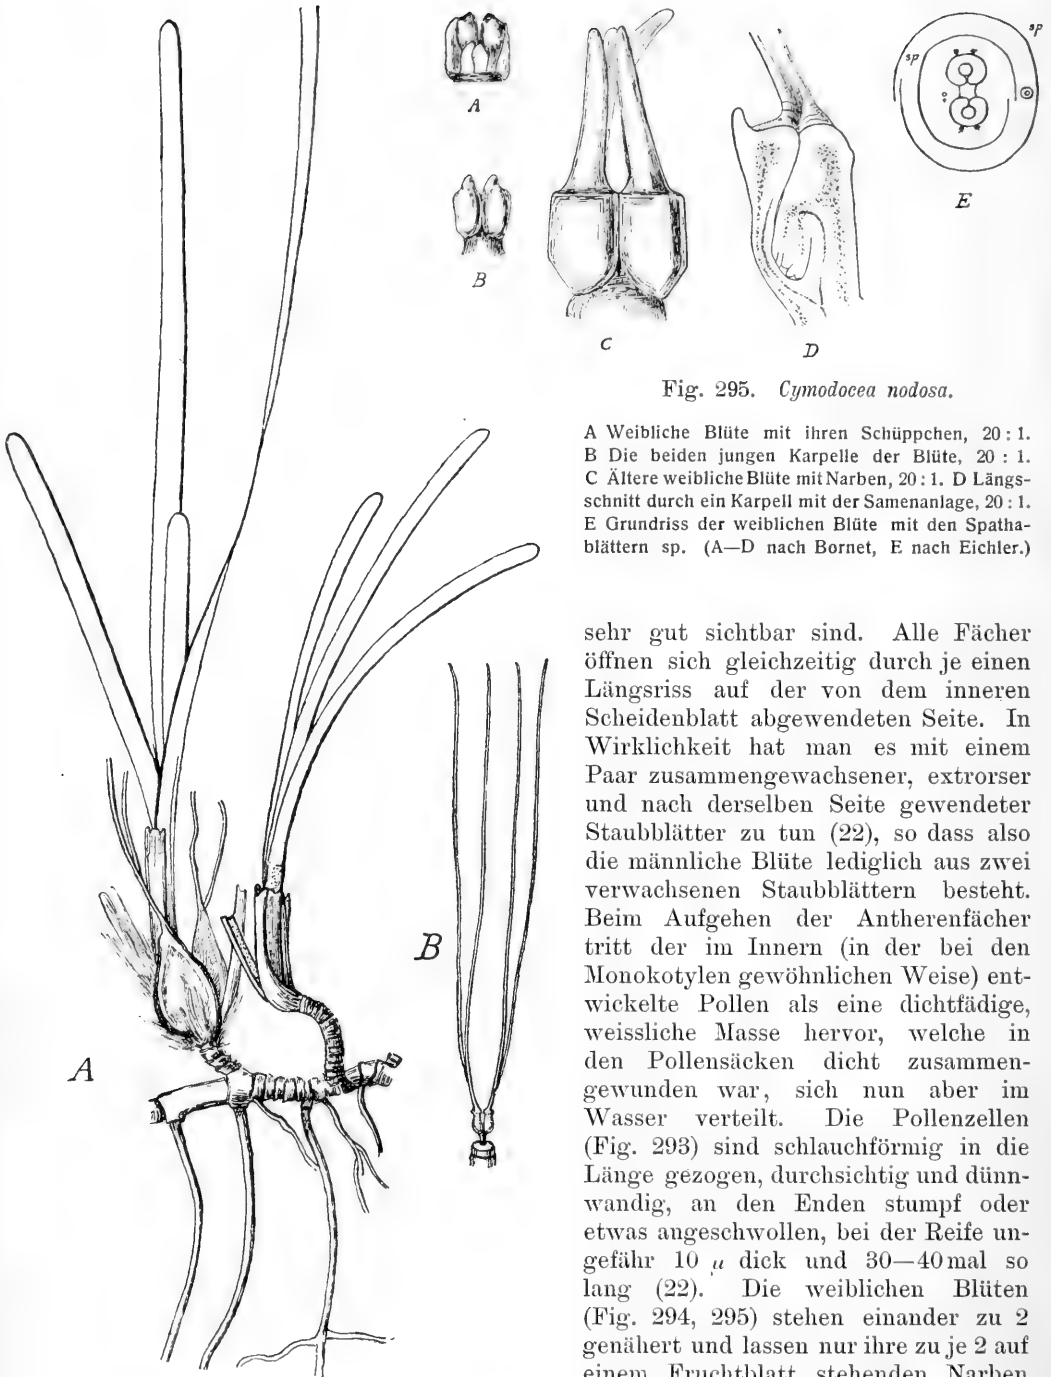 A
B
C
D
E
sp
sp
Fig. 295. Cymodocea nodosa.
A Weibliche Blüte mit ihren Schüppchen, 20 : 1.
B Die beiden jungen Karpelle der Blüte, 20 : 1.
C Ältere weibliche Blüte mit Narben, 20 : 1. D Längs-
schnitt durch ein Karpell mit der Samenanlage, 20 : 1.
E Grundriss der weiblichen Blüte mit den Spatha-
blättern sp. (A—D nach Bornet, E nach Eichler.)
A
B
sehr gut sichtbar sind. Alle Fächer
öffnen sich gleichzeitig durch je einen
Längsriss auf der von dem inneren
Scheidenblatt abgewendeten Seite. In
Wirklichkeit hat man es mit einem
Paar zusammengewachsener, extrorser
und nach derselben Seite gewendeter
Staubblätter zu tun (22), so dass also
die männliche Blüte lediglich aus zwei
verwachsenen Staubblättern besteht.
Beim Aufgehen der Antherenfächer
tritt der im Innern (in der bei den
Monokotylen gewöhnlichen Weise) ent-
wickelte Pollen als eine dichtfädige,
weissliche Masse hervor, welche in
den Pollensäcken dicht zusammen-
gewunden war, sich nun aber im
Wasser verteilt. Die Pollenzellen
(Fig. 293) sind schlauchförmig in die
Länge gezogen, durchsichtig und dünn-
wandig, an den Enden stumpf oder
etwas angeschwollen, bei der Reife un-
gefähr 10 μ dick und 30—40mal so
lang (22). Die weiblichen Blüten
(Fig. 294, 295) stehen einander zu 2
genähert und lassen nur ihre zu je 2 auf
einem Fruchtblatt stehenden Narben